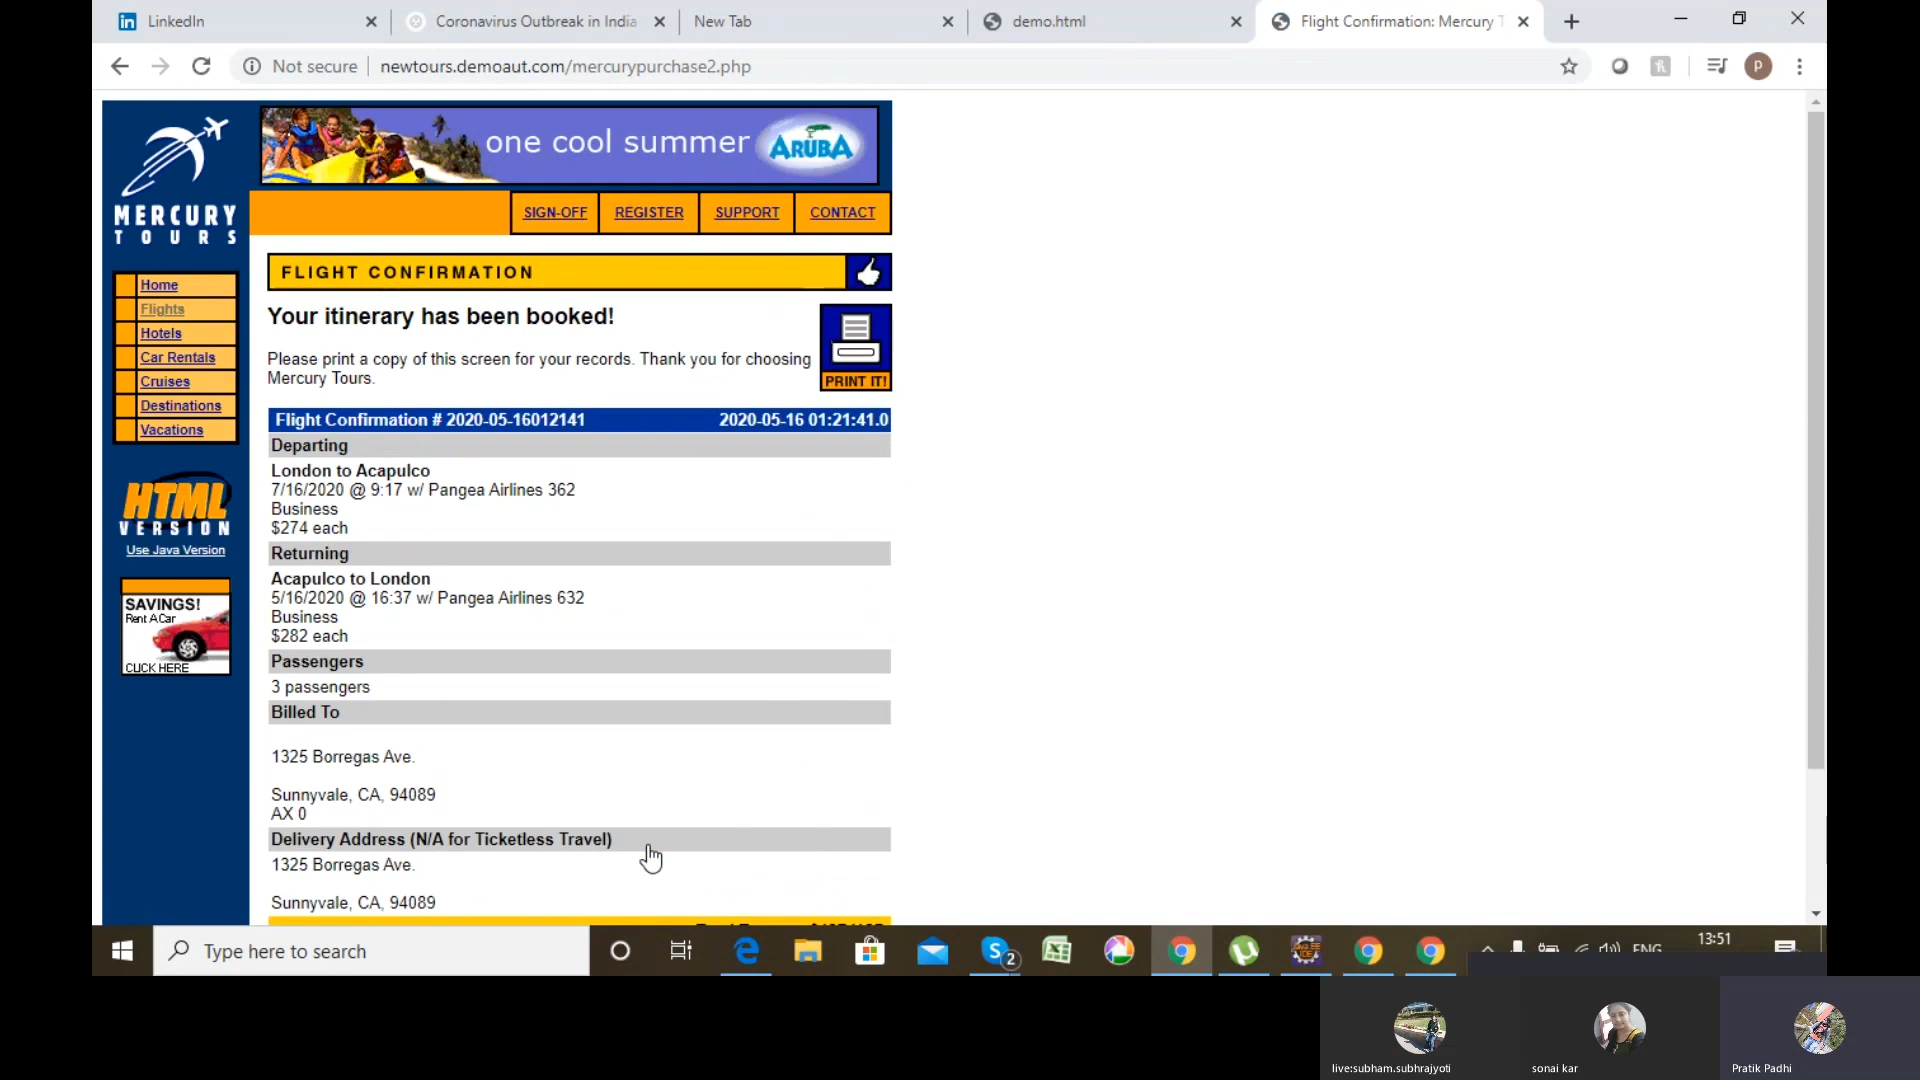 LinkedIn
Coronavirus Outbreak in India
New Tab
demo.html
Flight Confirmation: Mercury T
Not secure
newtours.demoaut.com/mercurypurchase2.php
P
one cool summer
ARUBA
MERCURY
TOURS
SIGN-OFF
REGISTER
SUPPORT
CONTACT
Home
Flights
Hotels
Car Rentals
Cruises
Destinations
Vacations
HTML
VERSION
Use Java Version
SAVINGS!
Rent A Car
CLICK HERE
FLIGHT CONFIRMATION
Your itinerary has been booked!
Please print a copy of this screen for your records. Thank you for choosing
Mercury Tours.
PRINT IT!
Flight Confirmation # 2020-05-16012141 2020-05-16 01:21:41.0
Departing
London to Acapulco
7/16/2020 @ 9:17 w/ Pangea Airlines 362
Business
$274 each
Returning
Acapulco to London
5/16/2020 @ 16:37 w/ Pangea Airlines 632
Business
$282 each
Passengers
3 passengers
Billed To
1325 Borregas Ave.
Sunnyvale, CA, 94089
AX 0
Delivery Address (N/A for Ticketless Travel)
1325 Borregas Ave.
Sunnyvale, CA, 94089
Type here to search
2
ENG
13:51
live:subham.subhrajyoti
sonai kar
Pratik Padhi